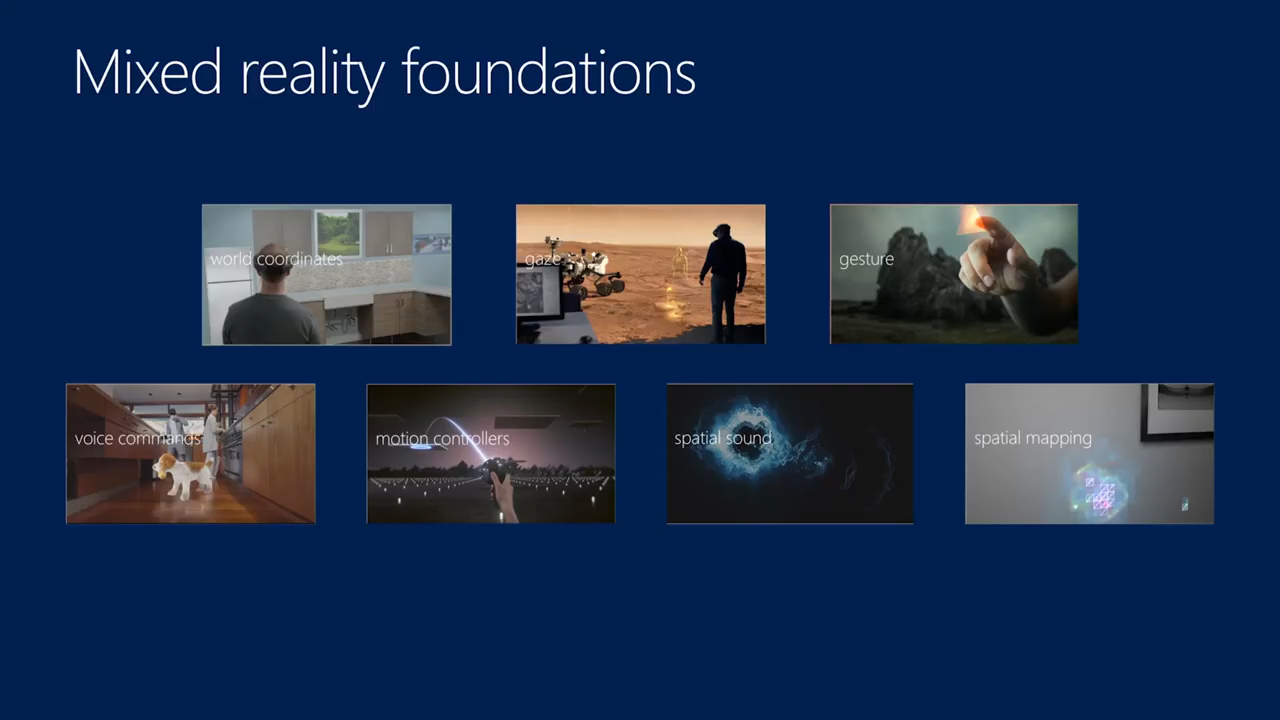 Mixed reality foundations
world coordinates
gaze
gesture
voice commands
motion controllers
spatial sound
spatial mapping